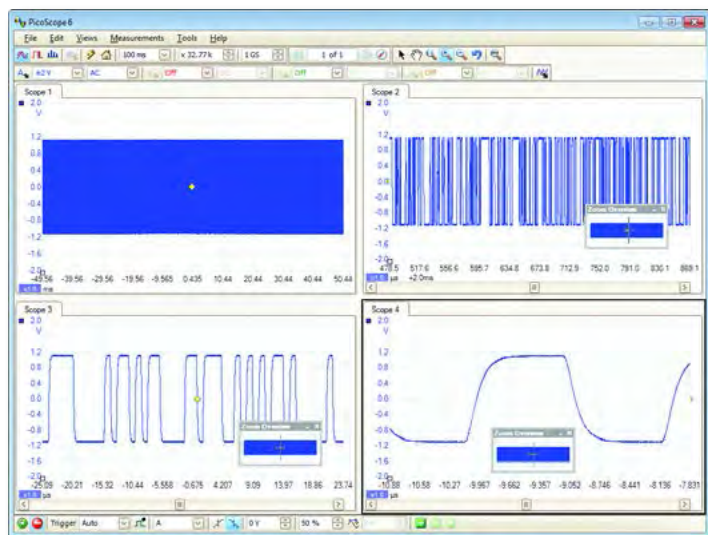 PicoScope 6
File Edit Views Measurements Tools Help
100 ms x 32.77 k 1 GS 1 of 1
A ±2 V AC Off Off Off
Scope 1
2.0
V
1.2
0.8
0.4
0.0
-0.4
-0.8
-1.2
-1.6
-2.0
-49.56 -39.56 -29.56 -19.56 -9.565 0.435 10.44 20.44 30.44 40.44 50.44
x1.0 ms
Scope 2
2.0
V
1.2
0.8
0.4
0.0
-0.4
-0.8
-1.2
-1.6
-2.0
Zoom Overview
478.5 517.6 556.6 595.7 634.8 673.8 712.9 752.0 791.0 830.1 869.1
x1.0 µs +2.0ms
Scope 3
2.0
V
1.2
0.8
0.4
0.0
-0.4
-0.8
-1.2
-1.6
-2.0
Zoom Overview
-25.09 -20.21 -15.32 -10.44 -5.558 -0.675 4.207 9.09 13.97 18.86 23.74
x1.0 µs
Scope 4
2.0
V
1.2
0.8
0.4
0.0
-0.4
-0.8
-1.2
-1.6
-2.0
Zoom Overview
-10.88 -10.58 -10.27 -9.967 -9.662 -9.357 -9.052 -8.746 -8.441 -8.136 -7.831
x1.0 µs
Trigger Auto A 0 V 50 %